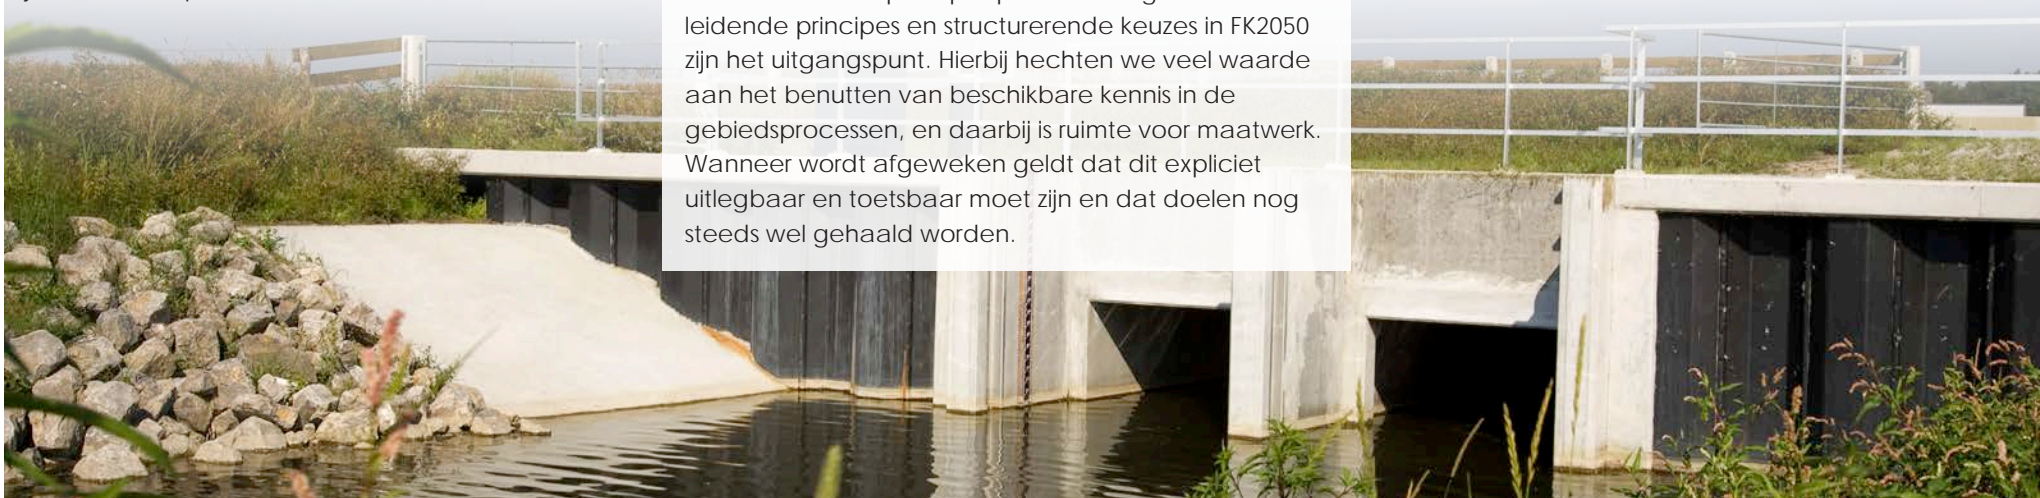 leidende principes en structurerende keuzes in FK2050
zijn het uitgangspunt. Hierbij hechten we veel waarde
aan het benutten van beschikbare kennis in de
gebiedsprocessen, en daarbij is ruimte voor maatwerk.
Wanneer wordt afgeweken geldt dat dit expliciet
uitlegbaar en toetsbaar moet zijn en dat doelen nog
steeds wel gehaald worden.